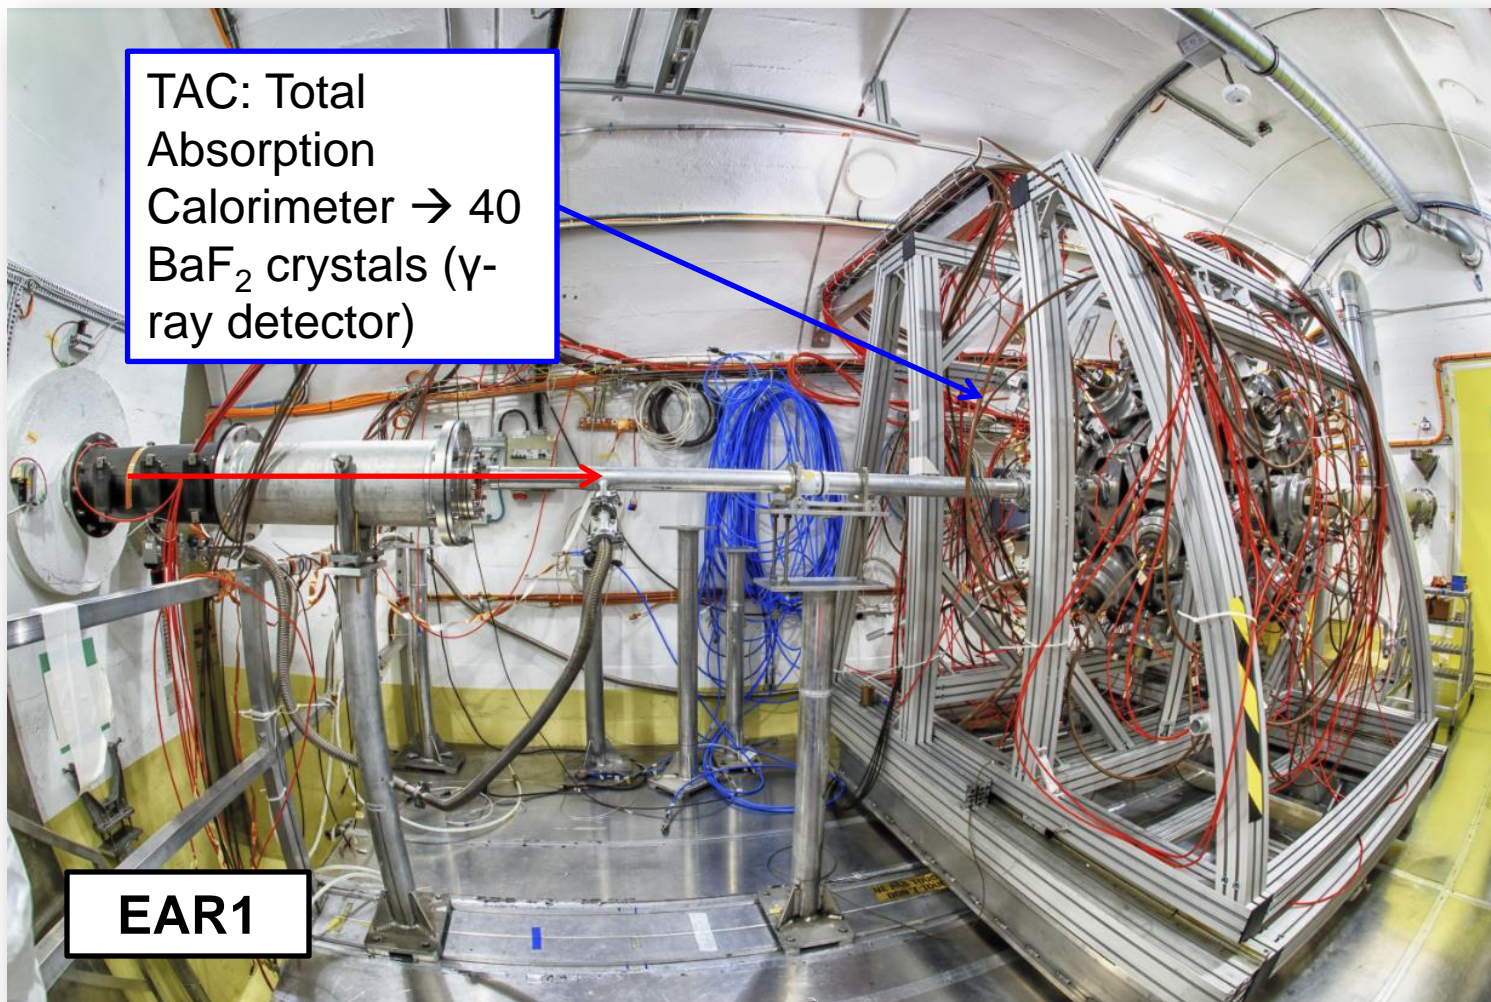 TAC: Total
Absorption
Calorimeter → 40
BaF₂ crystals (γ-
ray detector)
EAR1